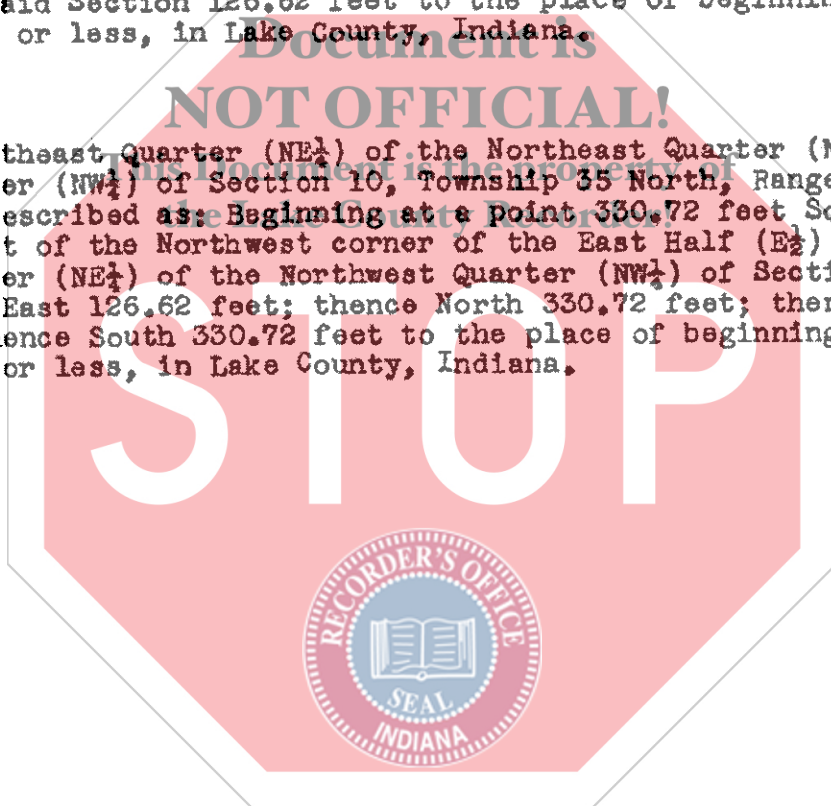 aid Section 126.62 feet to the place of beginnin
or less, in Lake County, Indiana.
Document is
NOT OFFICIAL!
This Document is the property of
the Lake County Recorder!
theast Quarter (NE¼) of the Northeast Quarter (N
er (NW¼) of Section 10, Township 35 North, Range
escribed as: Beginning at a point 330.72 feet So
t of the Northwest corner of the East Half (E½)
er (NE¼) of the Northwest Quarter (NW¼) of Secti
East 126.62 feet; thence North 330.72 feet; ther
ence South 330.72 feet to the place of beginning
or less, in Lake County, Indiana.
STOP
RECORDER'S OFFICE
SEAL
INDIANA